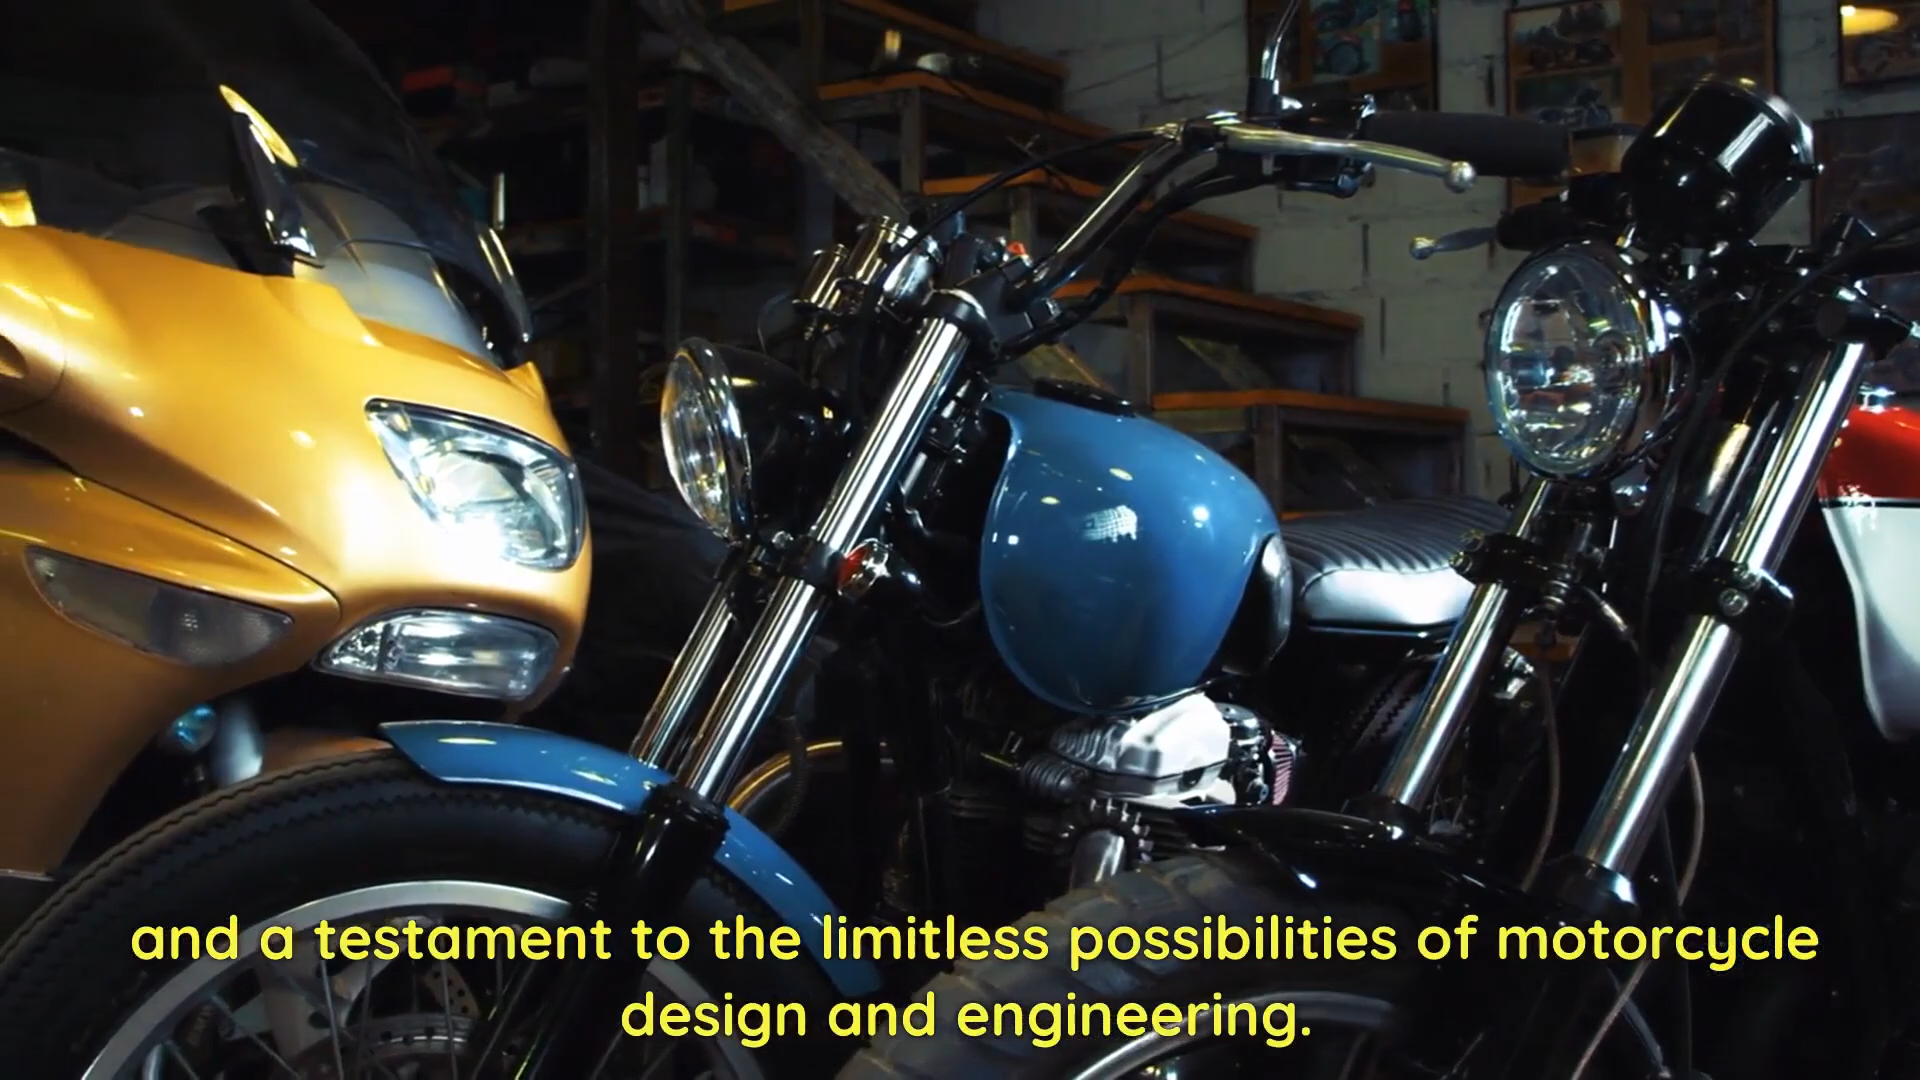 and a testament to the limitless possibilities of motorcycle
design and engineering.